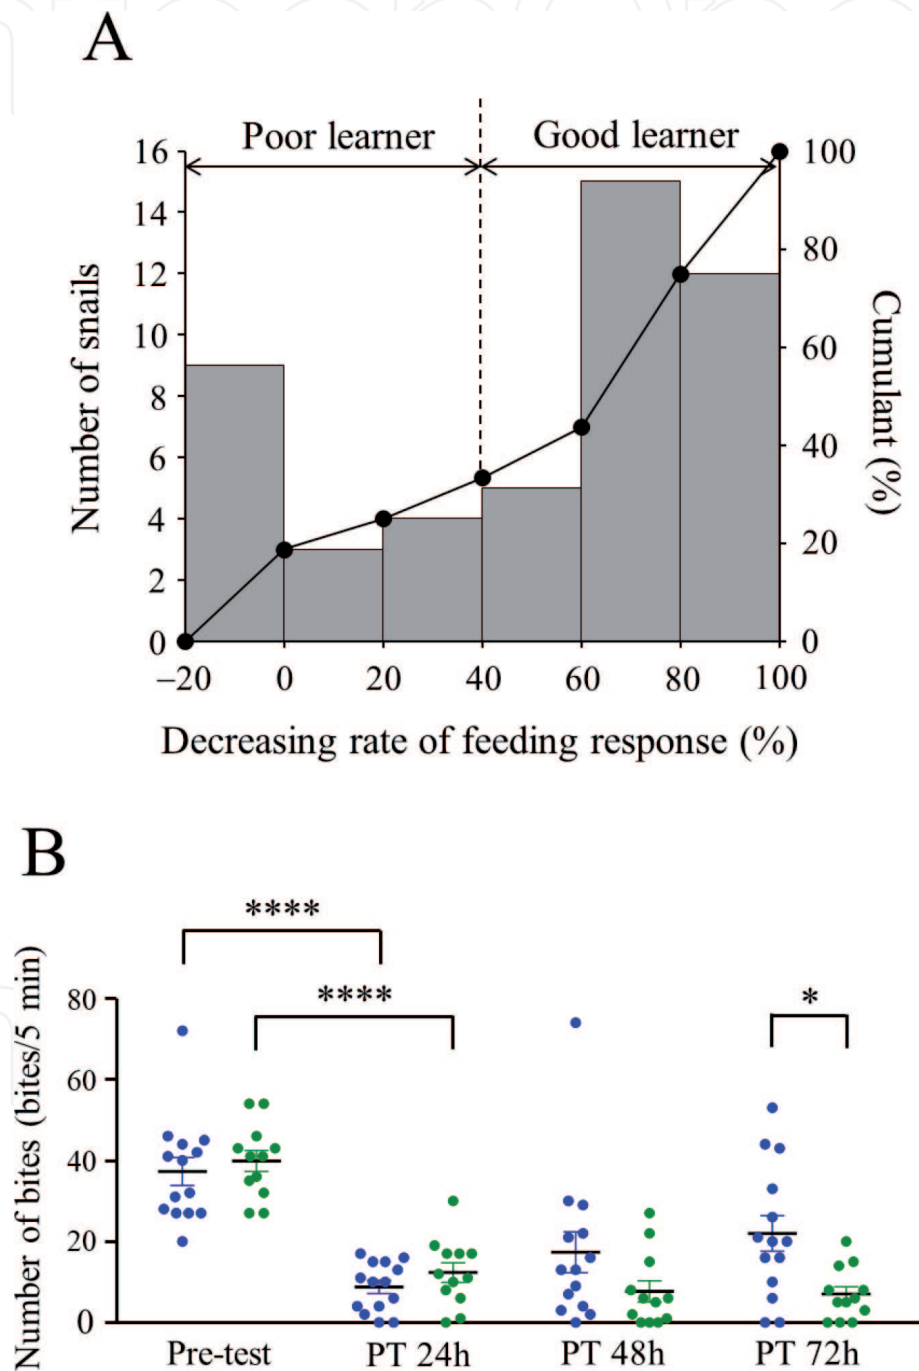 A
Poor learner
Good learner
16
14
12
10
8
6
4
2
0
Number of snails
100
80
60
40
20
0
Cumulant (%)
−20 0 20 40 60 80 100
Decreasing rate of feeding response (%)
B
****
****
*
80
60
40
20
0
Number of bites (bites/5 min)
Pre-test PT 24h PT 48h PT 72h